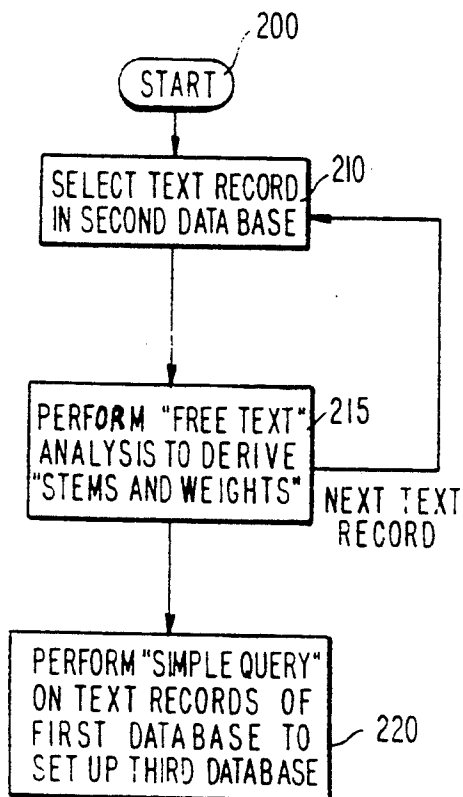 200
START
210
SELECT TEXT RECORD
IN SECOND DATA BASE
215
PERFORM "FREE TEXT"
ANALYSIS TO DERIVE
"STEMS AND WEIGHTS"
NEXT TEXT
RECORD
PERFORM "SIMPLE QUERY"
ON TEXT RECORDS OF
FIRST DATABASE TO
SET UP THIRD DATABASE
220